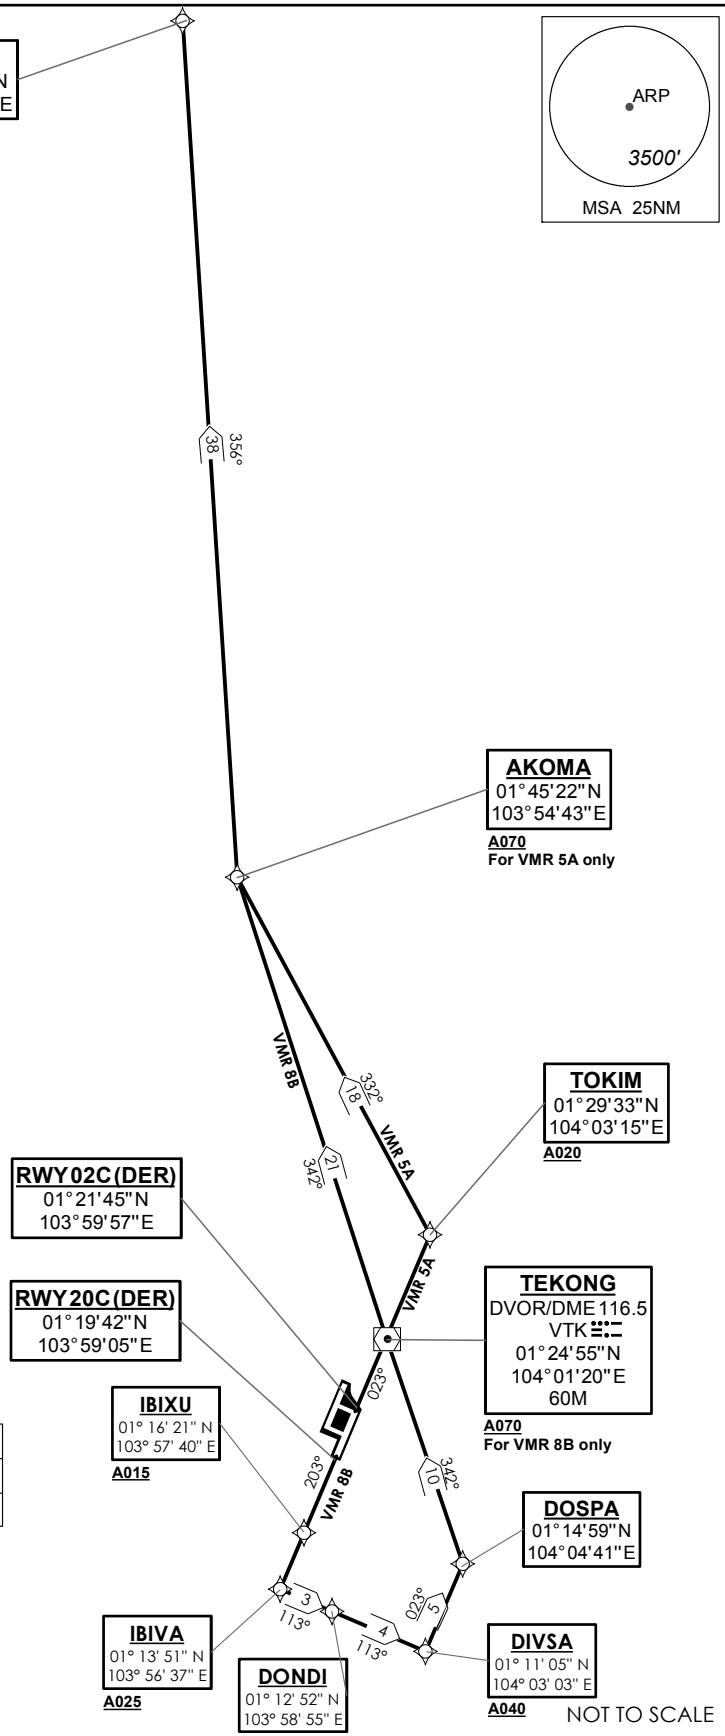 N
E
ARP
3500'
MSA 25NM
38
356°
AKOMA
01°45'22"N
103°54'43"E
A070
For VMR 5A only
VMR 8B
332°
18
VMR 5A
TOKIM
01°29'33"N
104°03'15"E
A020
21
342°
RWY 02C(DER)
01°21'45"N
103°59'57"E
VMR 5A
RWY 20C(DER)
01°19'42"N
103°59'05"E
TEKONG
DVOR/DME 116.5
VTK
01°24'55"N
104°01'20"E
60M
A070
For VMR 8B only
023°
IBIXU
01° 16' 21" N
103° 57' 40" E
A015
203°
VMR 8B
342°
10
DOSPA
01°14'59"N
104°04'41"E
023°
5
3
113°
4
113°
IBIVA
01° 13' 51" N
103° 56' 37" E
A025
DONDI
01° 12' 52" N
103° 58' 55" E
DIVSA
01° 11' 05" N
104° 03' 03" E
A040
NOT TO SCALE